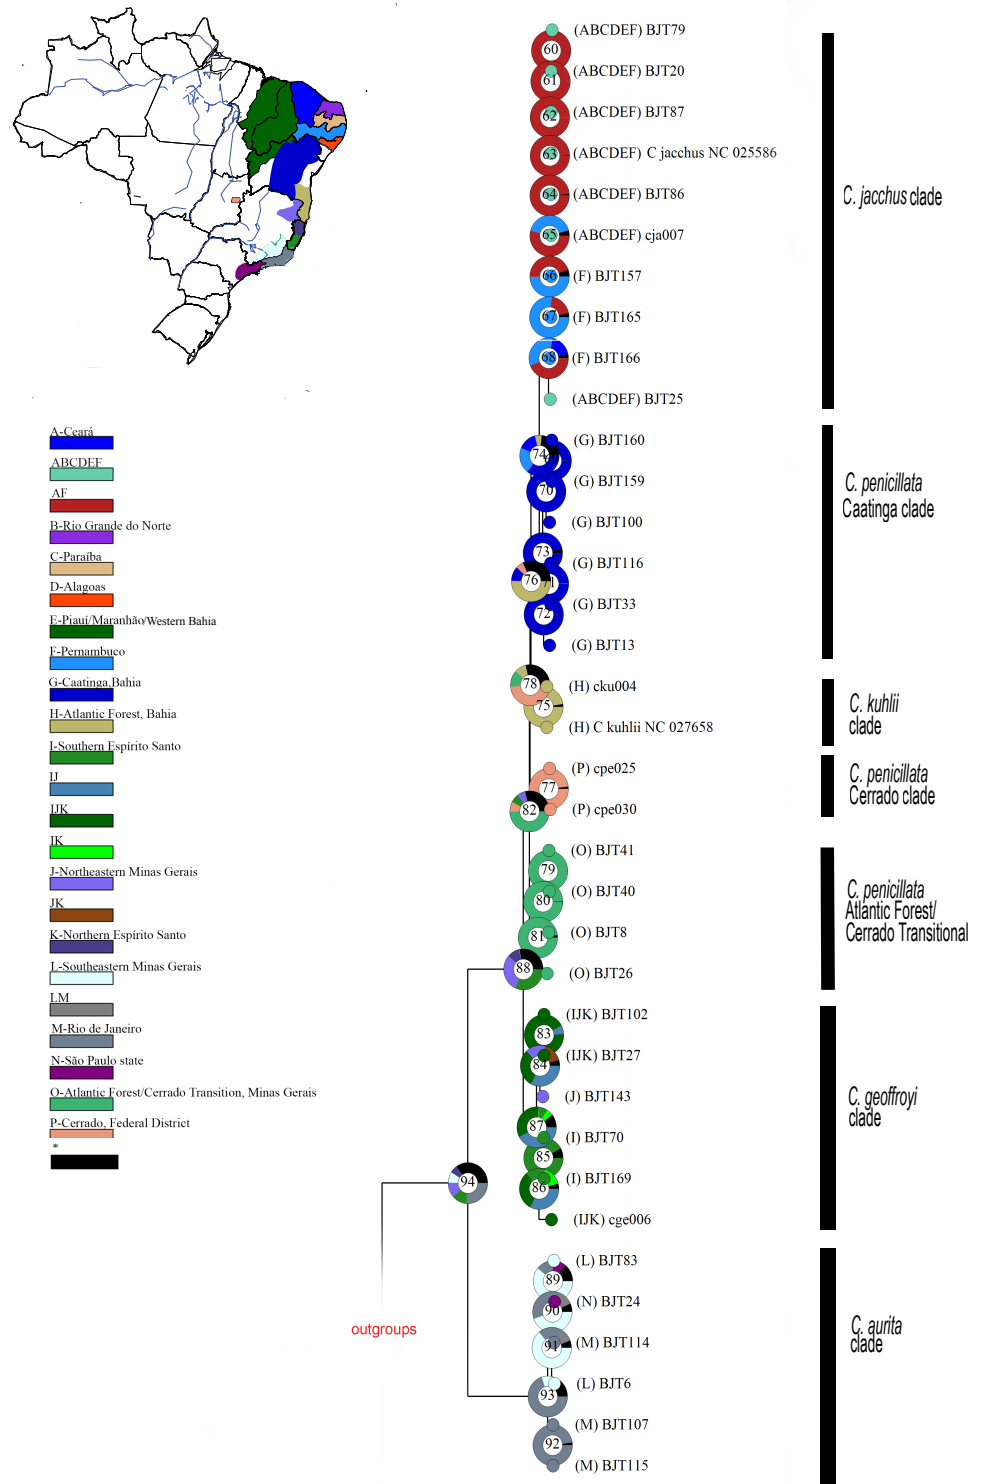 (ABCDEF) BJT79
60
(ABCDEF) BJT20
61
(ABCDEF) BJT87
62
(ABCDEF) C jacchus NC 025586
63
(ABCDEF) BJT86
64
C. jacchus clade
(ABCDEF) cja007
65
(F) BJT157
66
(F) BJT165
67
(F) BJT166
68
(ABCDEF) BJT25
(G) BJT160
74
(G) BJT159
70
(G) BJT100
73
(G) BJT116
76
71
(G) BJT33
72
(G) BJT13
C. penicillata
Caatinga clade
(H) cku004
78
75
(H) C kuhlii NC 027658
C. kuhlii
clade
(P) cpe025
77
(P) cpe030
82
C. penicillata
Cerrado clade
(O) BJT41
79
(O) BJT40
80
(O) BJT8
81
(O) BJT26
88
C. penicillata
Atlantic Forest/
Cerrado Transitional
(IJK) BJT102
83
(IJK) BJT27
84
(J) BJT143
87
(I) BJT70
85
(I) BJT169
86
(IJK) cge006
94
C. geoffroyi
clade
(L) BJT83
89
(N) BJT24
90
(M) BJT114
91
(L) BJT6
93
(M) BJT107
92
(M) BJT115
C. aurita
clade
outgroups
A-Ceará
ABCDEF
AF
B-Rio Grande do Norte
C-Paraíba
D-Alagoas
E-Piauí/Maranhão/Western Bahia
F-Pernambuco
G-Caatinga,Bahia
H-Atlantic Forest, Bahia
I-Southern Espírito Santo
IJ
IJK
IK
J-Northeastern Minas Gerais
JK
K-Northern Espírito Santo
L-Southeastern Minas Gerais
LM
M-Rio de Janeiro
N-São Paulo state
O-Atlantic Forest/Cerrado Transition, Minas Gerais
P-Cerrado, Federal District
*